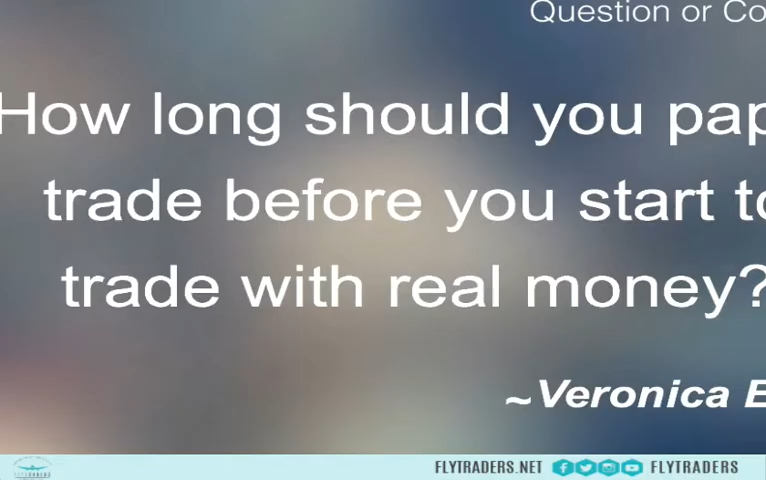 Question or Co
How long should you pap
trade before you start to
trade with real money?
~Veronica E
FLYTRADERS.NET FLYTRADERS